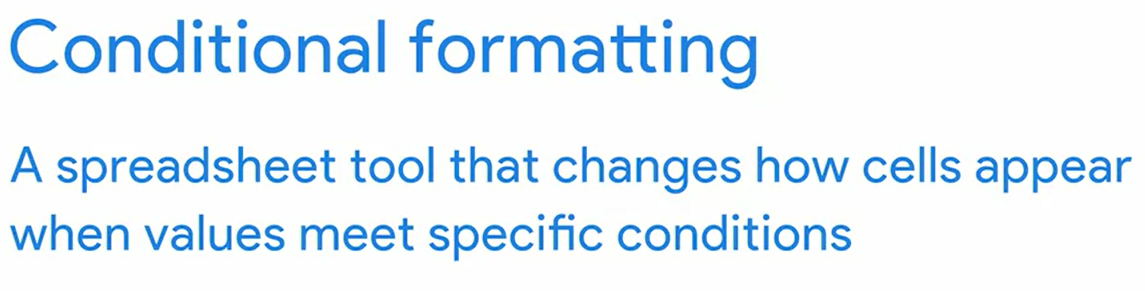 Conditional formatting
A spreadsheet tool that changes how cells appear
when values meet specific conditions